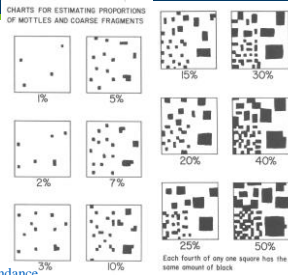 CHARTS FOR ESTIMATING PROPORTIONS
OF MOTTLES AND COARSE FRAGMENTS
1%
5%
2%
7%
3%
10%
15%
30%
20%
40%
25%
50%
Each fourth of any one square has the
same amount of black
ndance